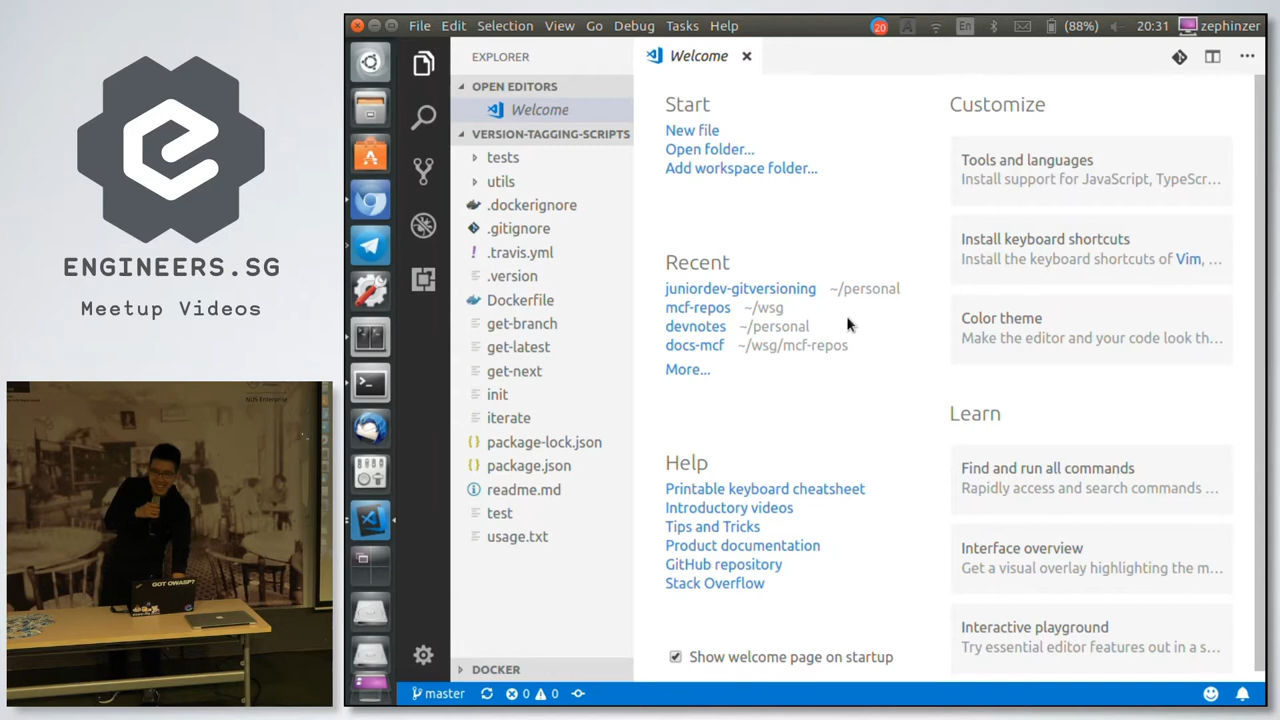 ENGINEERS.SG
Meetup Videos
NUS Enterprise
GOT OWASP?
File Edit Selection View Go Debug Tasks Help
20
A
En
(88%)
20:31
zephinzer
EXPLORER
OPEN EDITORS
Welcome
VERSION-TAGGING-SCRIPTS
tests
utils
.dockerignore
.gitignore
.travis.yml
.version
Dockerfile
get-branch
get-latest
get-next
init
iterate
package-lock.json
package.json
readme.md
test
usage.txt
DOCKER
Welcome
Start
New file
Open folder...
Add workspace folder...
Recent
juniordev-gitversioning ~/personal
mcf-repos ~/wsg
devnotes ~/personal
docs-mcf ~/wsg/mcf-repos
More...
Help
Printable keyboard cheatsheet
Introductory videos
Tips and Tricks
Product documentation
GitHub repository
Stack Overflow
Show welcome page on startup
Customize
Tools and languages
Install support for JavaScript, TypeScr...
Install keyboard shortcuts
Install the keyboard shortcuts of Vim, ...
Color theme
Make the editor and your code look th...
Learn
Find and run all commands
Rapidly access and search commands ...
Interface overview
Get a visual overlay highlighting the m...
Interactive playground
Try essential editor features out in a s...
master
0 0